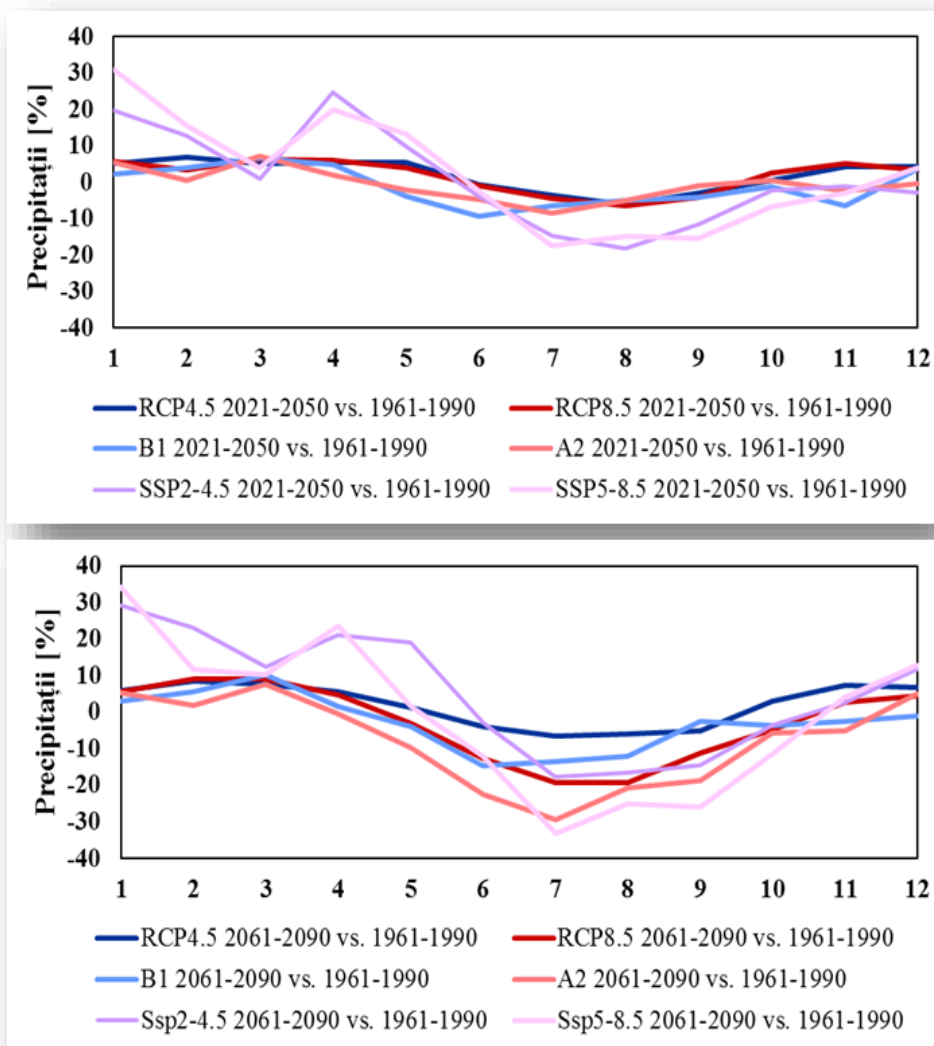 40
30
20
10
0
-10
-20
-30
-40
Precipitații [%]
1 2 3 4 5 6 7 8 9 10 11 12
RCP4.5 2021-2050 vs. 1961-1990 RCP8.5 2021-2050 vs. 1961-1990
B1 2021-2050 vs. 1961-1990 A2 2021-2050 vs. 1961-1990
SSP2-4.5 2021-2050 vs. 1961-1990 SSP5-8.5 2021-2050 vs. 1961-1990
40
30
20
10
0
-10
-20
-30
-40
Precipitații [%]
1 2 3 4 5 6 7 8 9 10 11 12
RCP4.5 2061-2090 vs. 1961-1990 RCP8.5 2061-2090 vs. 1961-1990
B1 2061-2090 vs. 1961-1990 A2 2061-2090 vs. 1961-1990
Ssp2-4.5 2061-2090 vs. 1961-1990 Ssp5-8.5 2061-2090 vs. 1961-1990